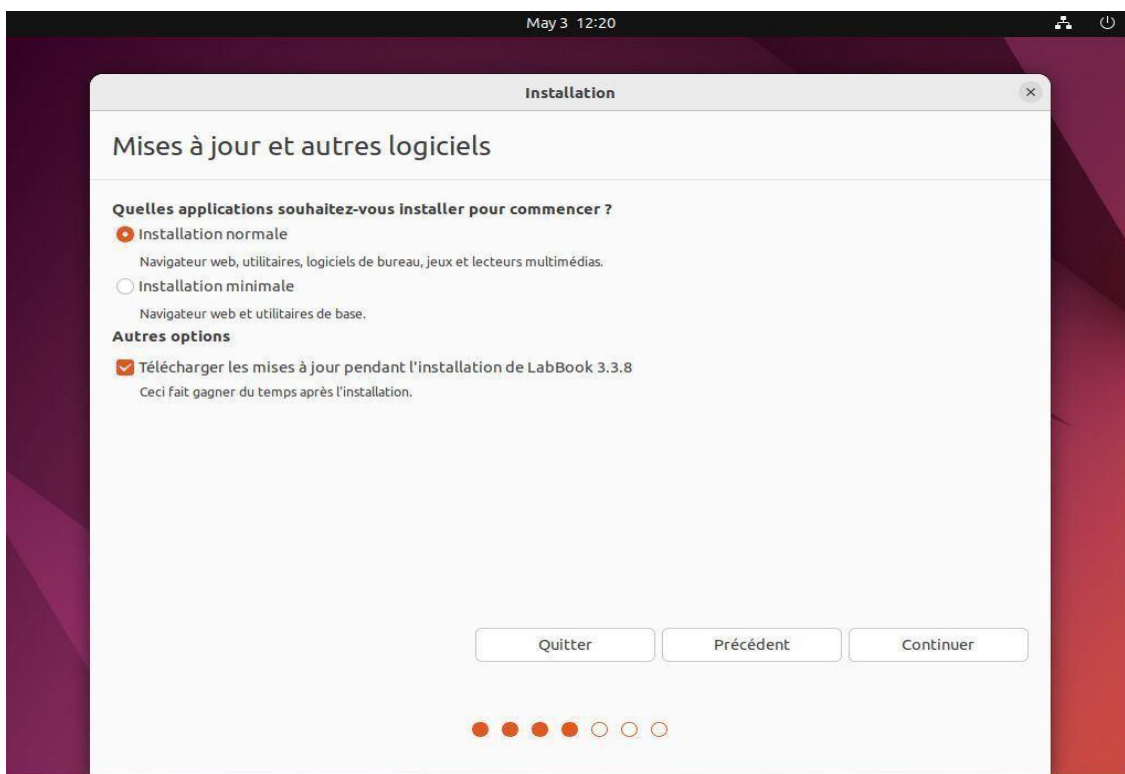 May 3 12:20
Installation
Mises à jour et autres logiciels
Quelles applications souhaitez-vous installer pour commencer ?
Installation normale
Navigateur web, utilitaires, logiciels de bureau, jeux et lecteurs multimédias.
Installation minimale
Navigateur web et utilitaires de base.
Autres options
Télécharger les mises à jour pendant l'installation de LabBook 3.3.8
Ceci fait gagner du temps après l'installation.
Quitter Précédent Continuer